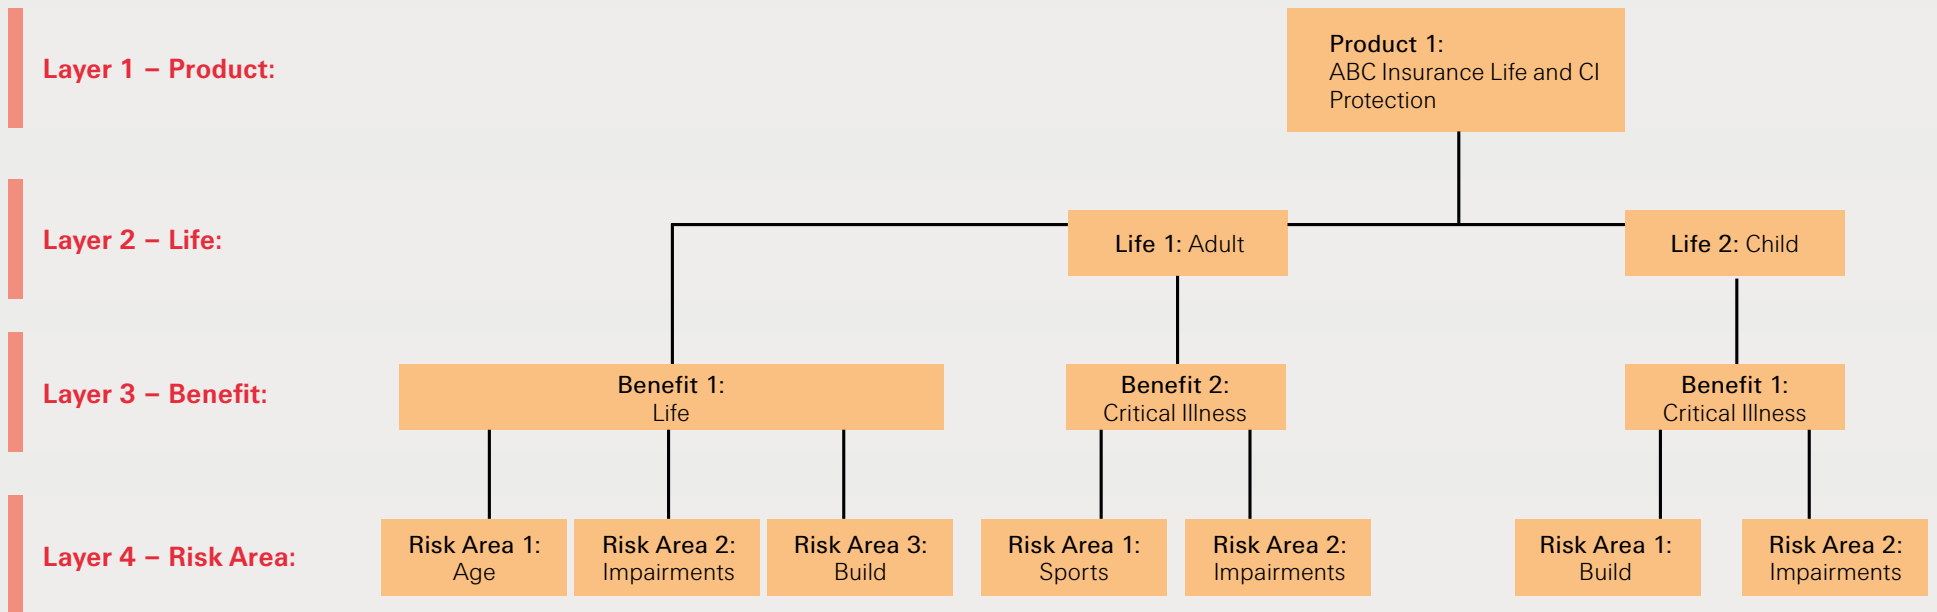 Layer 1 – Product:
Product 1:
ABC Insurance Life and CI
Protection
Layer 2 – Life:
Life 1: Adult
Life 2: Child
Layer 3 – Benefit:
Benefit 1:
Life
Benefit 2:
Critical Illness
Benefit 1:
Critical Illness
Layer 4 – Risk Area:
Risk Area 1:
Age
Risk Area 2:
Impairments
Risk Area 3:
Build
Risk Area 1:
Sports
Risk Area 2:
Impairments
Risk Area 1:
Build
Risk Area 2:
Impairments